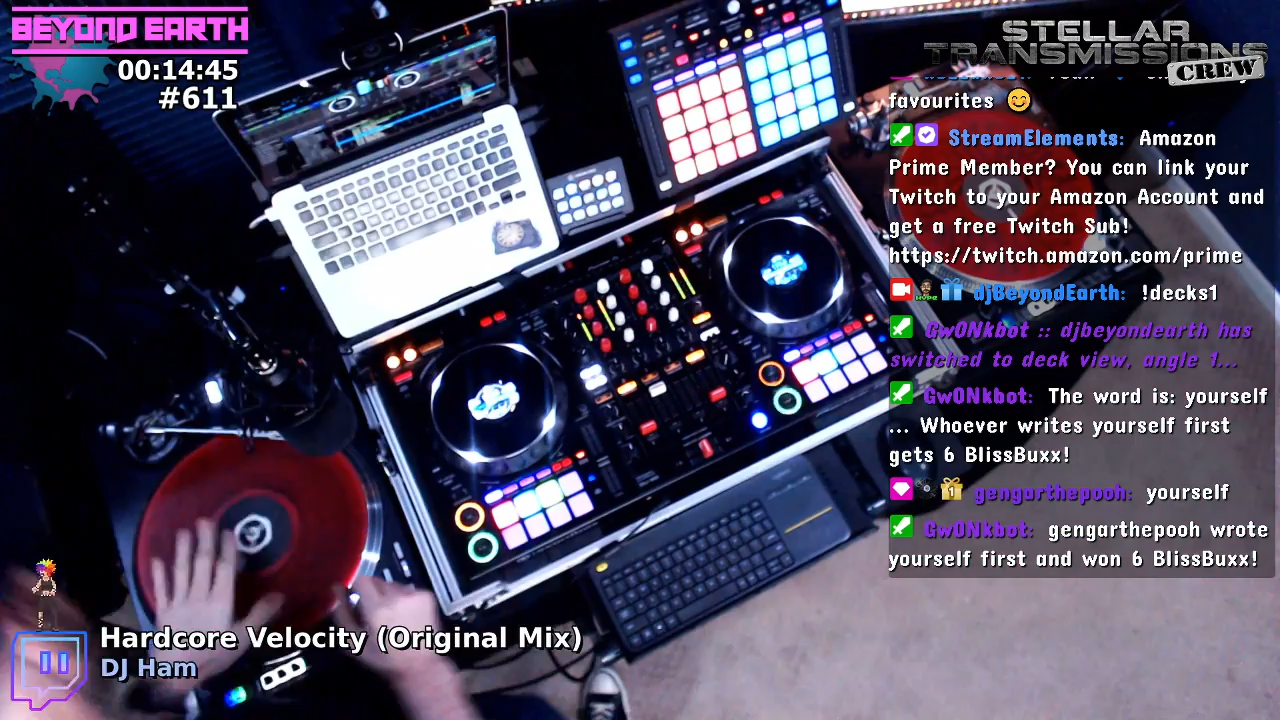 BEYOND EARTH
00:14:45
#611
STELLAR
TRANSMISSIONS
CREW
favourites 😊
StreamElements: Amazon
Prime Member? You can link your
Twitch to your Amazon Account and
get a free Twitch Sub!
https://twitch.amazon.com/prime
djBeyondEarth: !decks1
GwONkbot :: djbeyondearth has
switched to deck view, angle 1...
GwONkbot: The word is: yourself
... Whoever writes yourself first
gets 6 BlissBuxx!
gengarthepooh: yourself
GwONkbot: gengarthepooh wrote
yourself first and won 6 BlissBuxx!
Hardcore Velocity (Original Mix)
DJ Ham